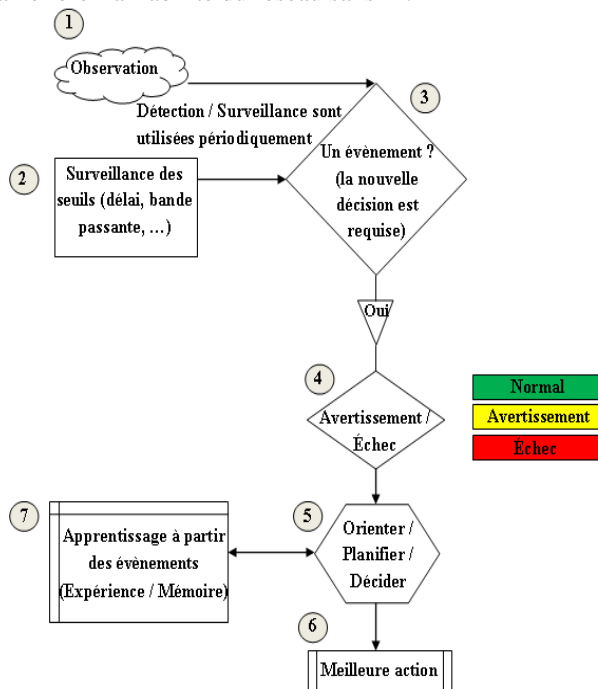 1
Observation
3
Détection / Surveillance sont
utilisées périodiquement
Un évènement ?
(la nouvelle
décision est
requise)
2
Surveillance des
seuils (délai, bande
passante, …)
Oui
4
Avertissement /
Échec
Normal
Avertissement
Échec
7
Apprentissage à partir
des évènements
(Expérience / Mémoire)
5
Orienter /
Planifier /
Décider
6
Meilleure action